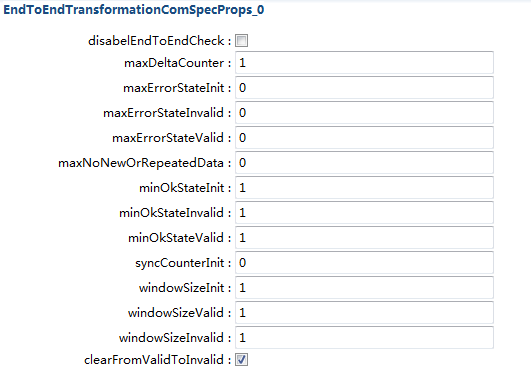 EndToEndTransformationComSpecProps_0
disabelEndToEndCheck :
maxDeltaCounter : 1
maxErrorStateInit : 0
maxErrorStateInvalid : 0
maxErrorStateValid : 0
maxNoNewOrRepeatedData : 0
minOkStateInit : 1
minOkStateInvalid : 1
minOkStateValid : 1
syncCounterInit : 0
windowSizeInit : 1
windowSizeValid : 1
windowSizeInvalid : 1
clearFromValidToInvalid :